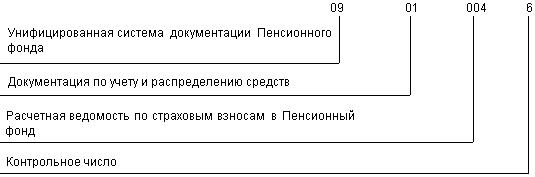 09 01 004 6
Унифицированная система документации Пенсионного
фонда
Документация по учету и распределению средств
Расчетная ведомость по страховым взносам в Пенсионный
фонд
Контрольное число